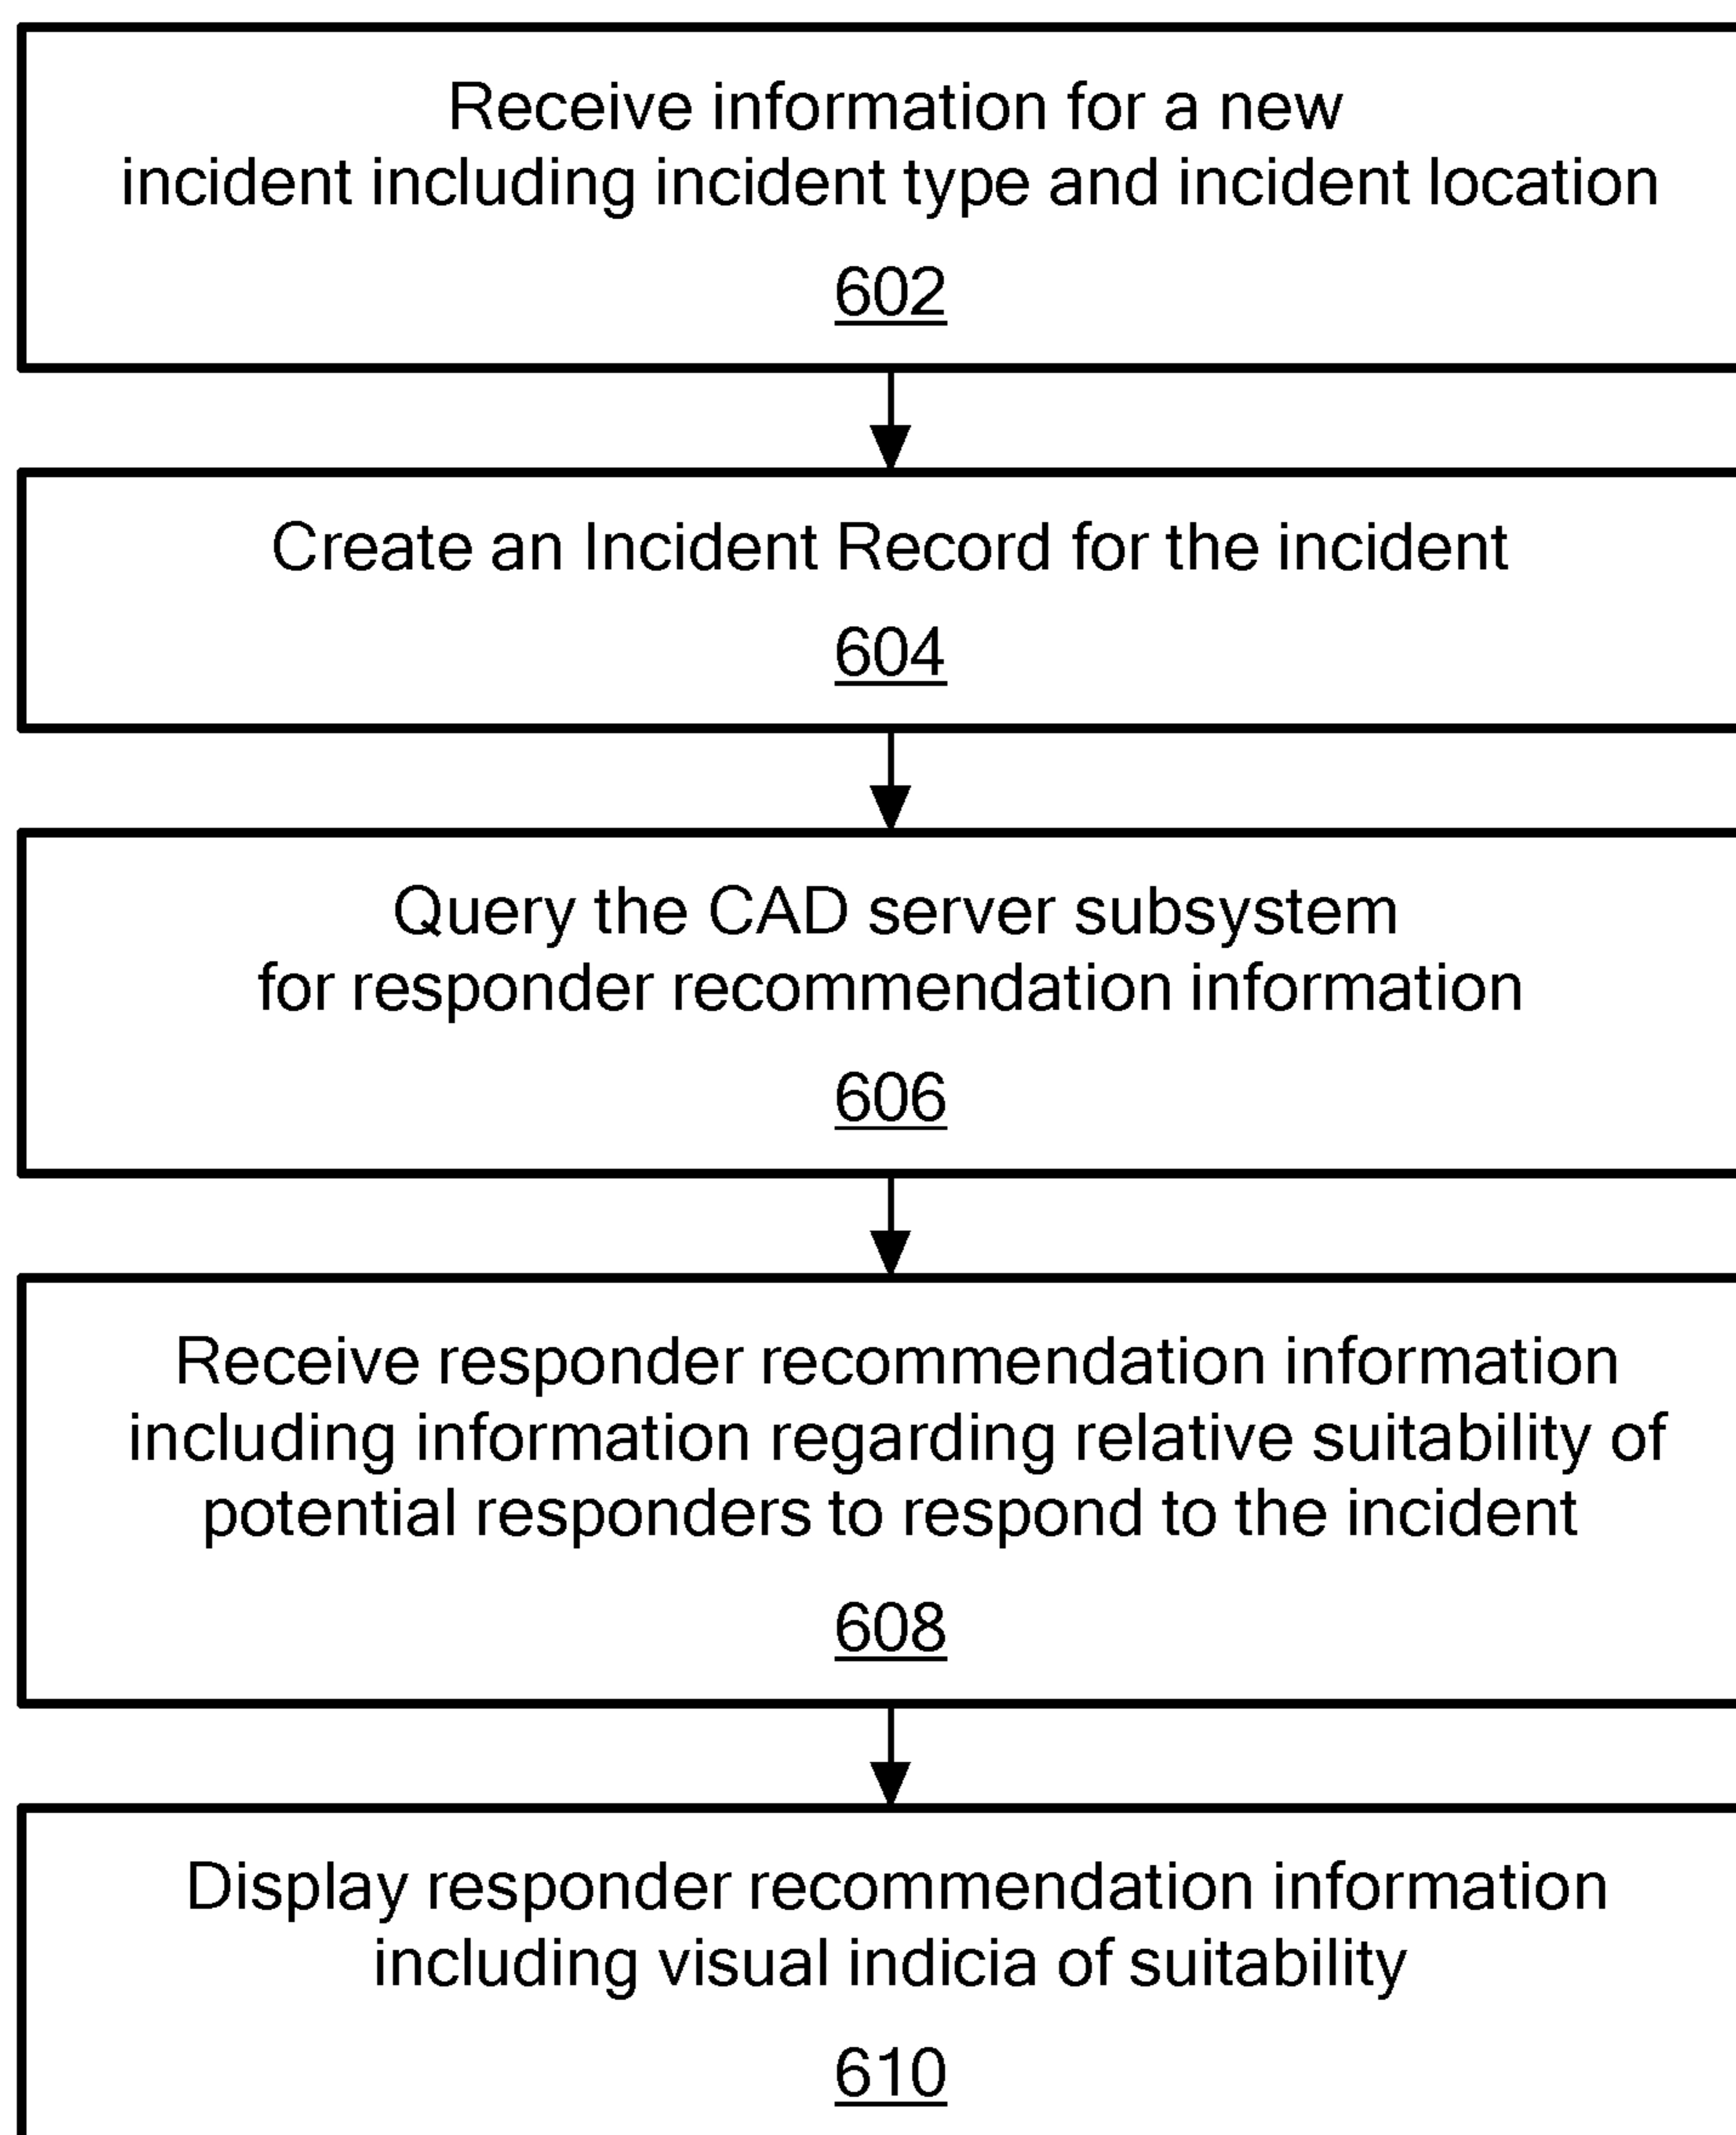 Receive information for a new
incident including incident type and incident location
602
Create an Incident Record for the incident
604
Query the CAD server subsystem
for responder recommendation information
606
Receive responder recommendation information
including information regarding relative suitability of
potential responders to respond to the incident
608
Display responder recommendation information
including visual indicia of suitability
610